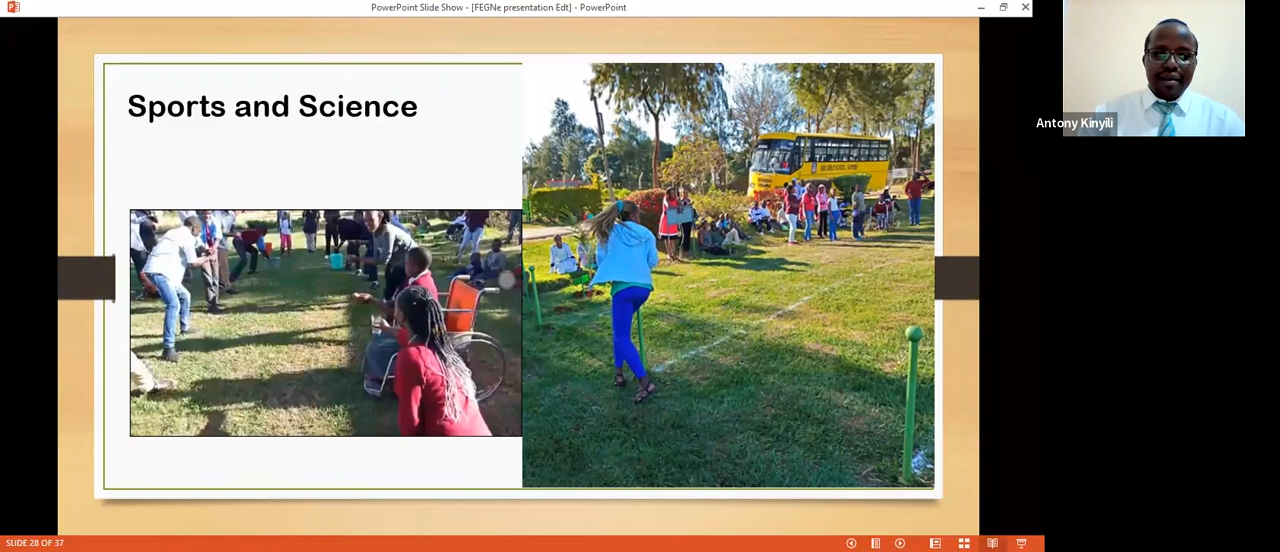 PowerPoint Slide Show - [FEGNe presentation Edt] - PowerPoint
Antony Kinyili
Sports and Science
SLIDE 28 OF 37